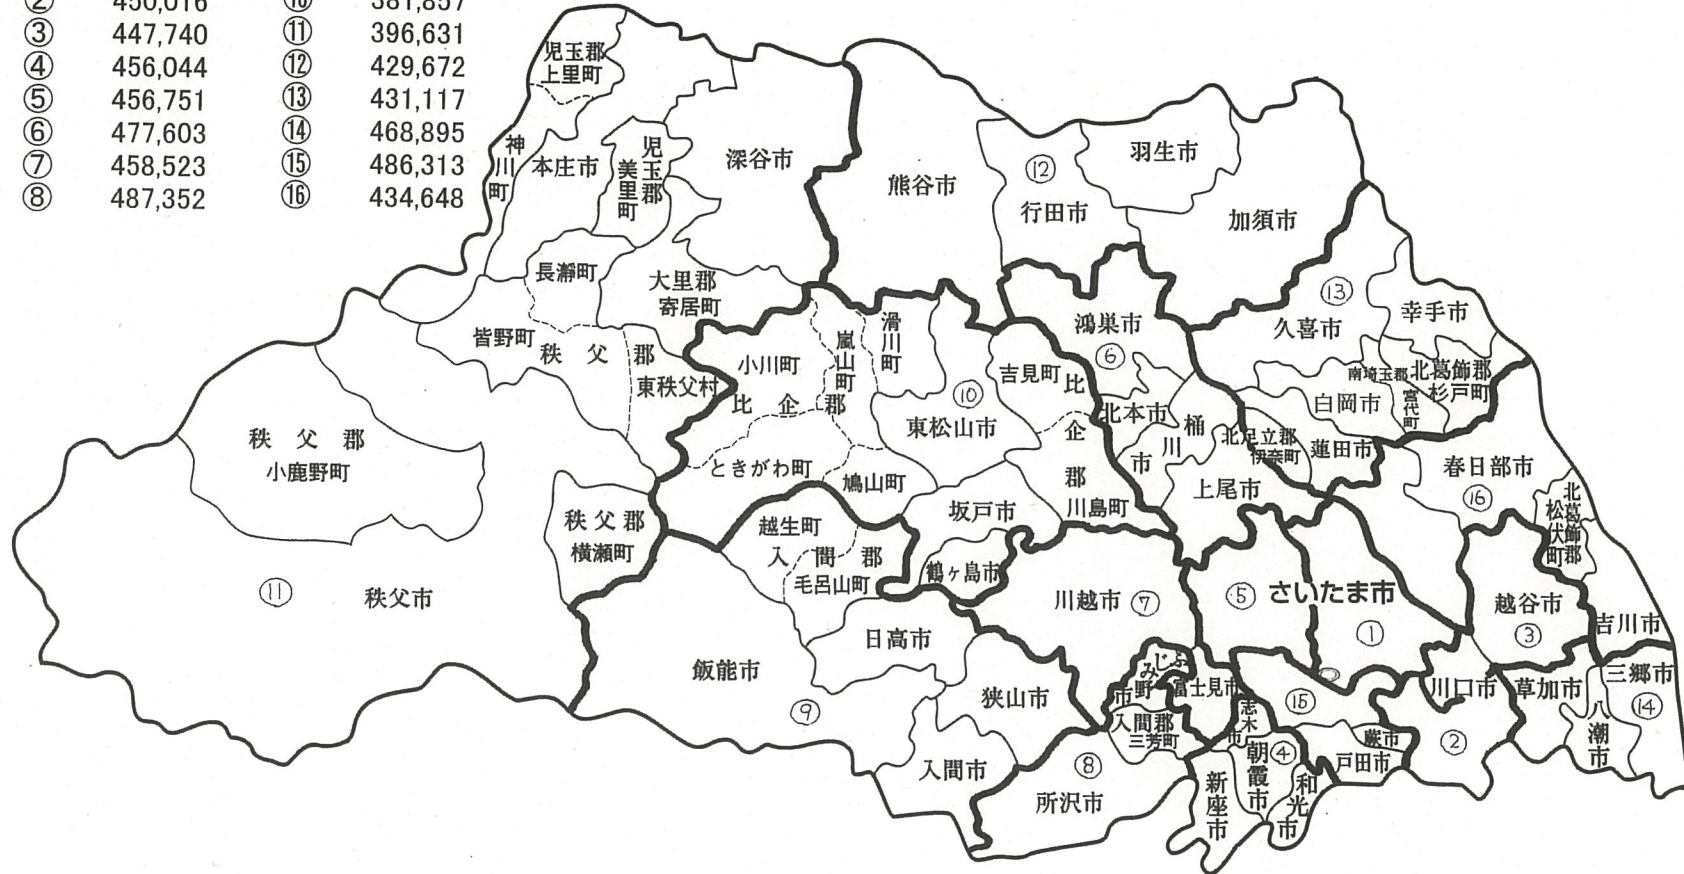 ② 450,016 ⑩ 381,857
③ 447,740 ⑪ 396,631
④ 456,044 ⑫ 429,672
⑤ 456,751 ⑬ 431,117
⑥ 477,603 ⑭ 468,895
⑦ 458,523 ⑮ 486,313
⑧ 487,352 ⑯ 434,648
児玉郡
上里町
神川町
本庄市
児玉郡
美里町
深谷市
熊谷市
⑫
行田市
羽生市
加須市
長瀞町
大里郡
寄居町
皆野町
秩父郡
東秩父村
小川町
嵐山町
滑川町
比企郡
ときがわ町
鳩山町
⑩
東松山市
吉見町
比企郡
川島町
鴻巣市
⑥
北本市
桶川市
北足立郡
伊奈町
上尾市
⑬
久喜市
幸手市
南埼玉郡
宮代町
北葛飾郡
杉戸町
白岡市
蓮田市
春日部市
⑯
北葛飾郡
松伏町
秩父郡
小鹿野町
秩父郡
横瀬町
⑪
秩父市
越生町
入間郡
毛呂山町
坂戸市
鶴ヶ島市
日高市
飯能市
⑨
狭山市
入間市
川越市
⑦
⑤
さいたま市
①
越谷市
③
吉川市
ふじみ野市
富士見市
入間郡
三芳町
志木市
⑮
蕨市
戸田市
川口市
②
草加市
八潮市
三郷市
⑭
⑧
所沢市
新座市
④
朝霞市
和光市